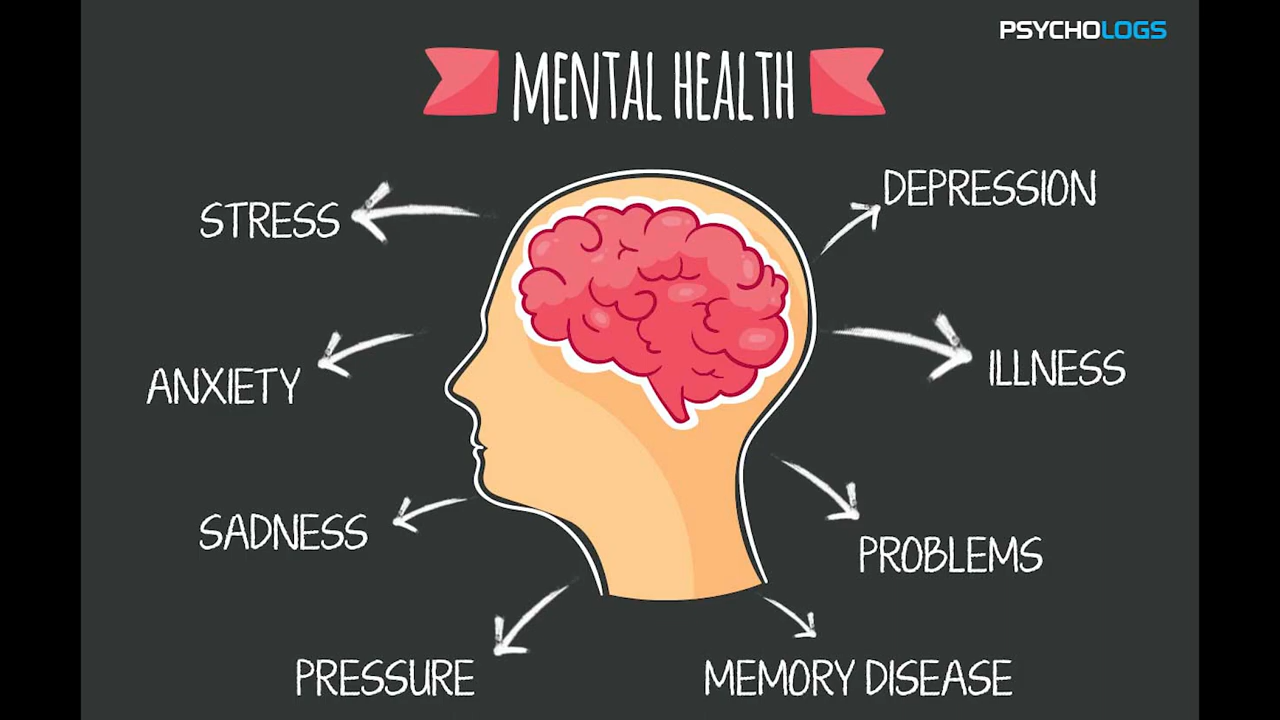 PSYCHOLOGS
MENTAL HEALTH
STRESS
DEPRESSION
ANXIETY
ILLNESS
SADNESS
PROBLEMS
PRESSURE
MEMORY DISEASE